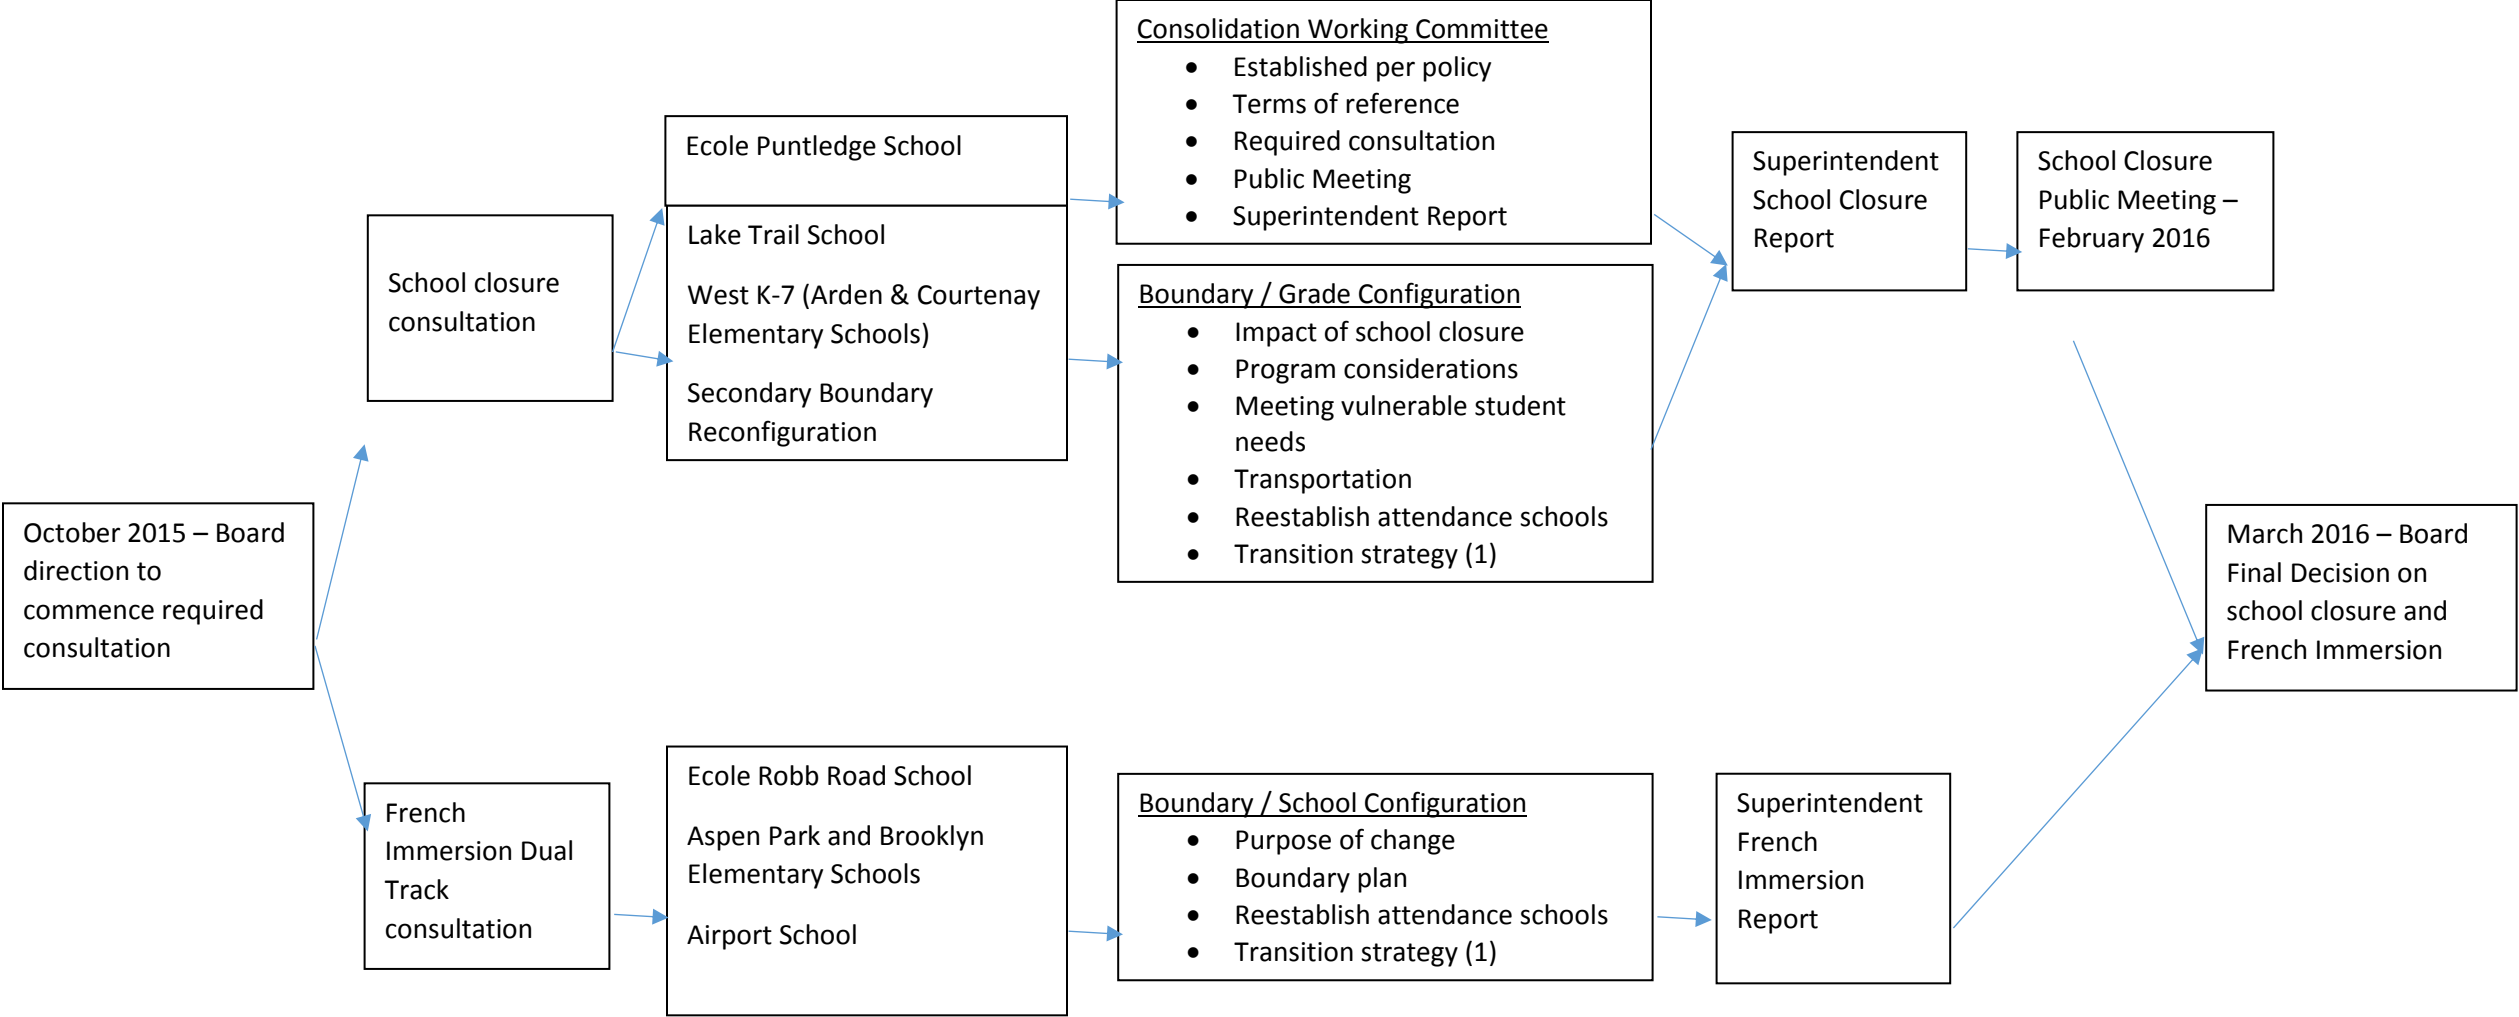 October 2015 – Board
direction to
commence required
consultation
School closure
consultation
Ecole Puntledge School
Lake Trail School
West K-7 (Arden & Courtenay
Elementary Schools)
Secondary Boundary
Reconfiguration
Consolidation Working Committee
• Established per policy
• Terms of reference
• Required consultation
• Public Meeting
• Superintendent Report
Boundary / Grade Configuration
• Impact of school closure
• Program considerations
• Meeting vulnerable student
needs
• Transportation
• Reestablish attendance schools
• Transition strategy (1)
Superintendent
School Closure
Report
School Closure
Public Meeting –
February 2016
French
Immersion Dual
Track
consultation
Ecole Robb Road School
Aspen Park and Brooklyn
Elementary Schools
Airport School
Boundary / School Configuration
• Purpose of change
• Boundary plan
• Reestablish attendance schools
• Transition strategy (1)
Superintendent
French
Immersion
Report
March 2016 – Board
Final Decision on
school closure and
French Immersion